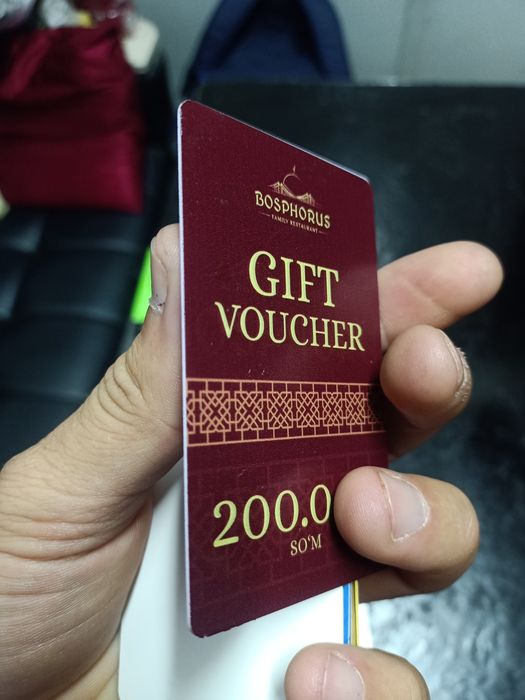 BOSPHORUS
FAMILY RESTAURANT
GIFT
VOUCHER
200.0
SO'M